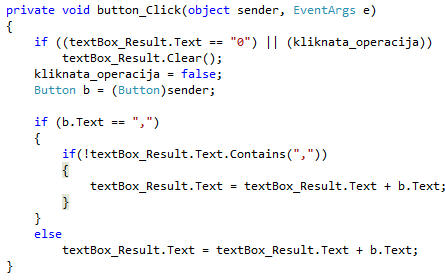 private void button_Click(object sender, EventArgs e)
{
    if ((textBox_Result.Text == "0") || (kliknata_operacija))
        textBox_Result.Clear();
    kliknata_operacija = false;
    Button b = (Button)sender;

    if (b.Text == ",")
    {
        if(!textBox_Result.Text.Contains(","))
        {
            textBox_Result.Text = textBox_Result.Text + b.Text;
        }
    }
    else
        textBox_Result.Text = textBox_Result.Text + b.Text;
}